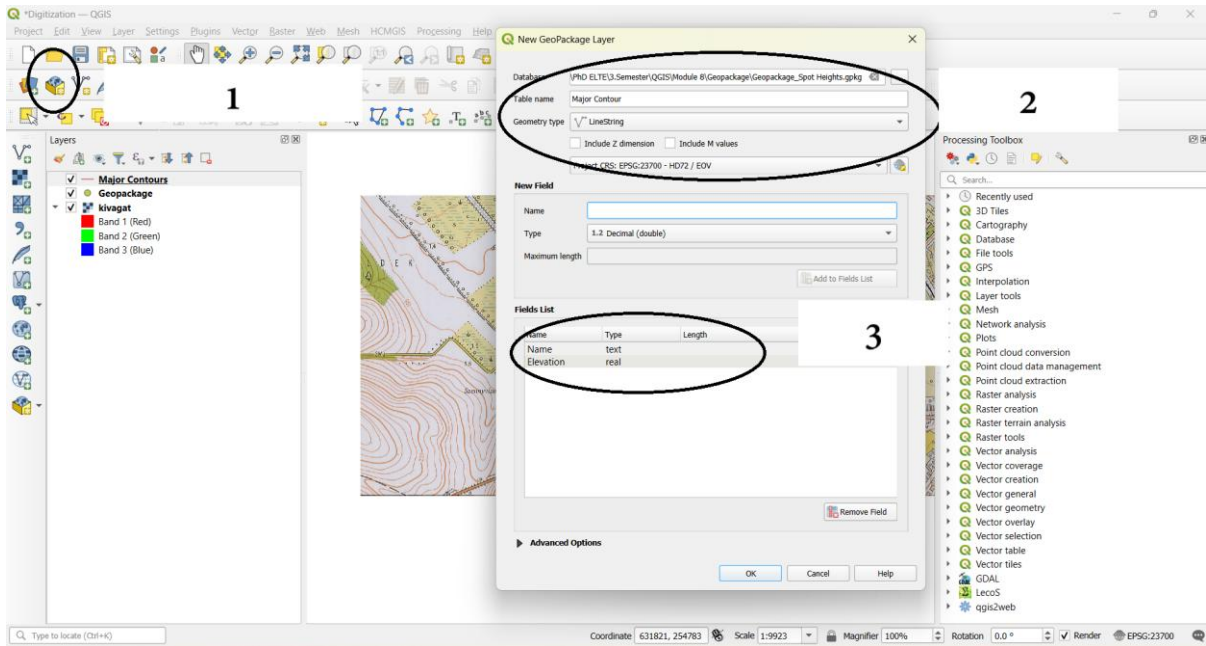 *Digitization — QGIS
Project Edit View Layer Settings Plugins Vector Raster Web Mesh HCMGIS Processing Help
1
Layers
Major Contours
Geopackage
kivagat
Band 1 (Red)
Band 2 (Green)
Band 3 (Blue)
D E K
New GeoPackage Layer
Database \PhD ELTE\3.Semester\QGIS\Module 6\Geopackage\Geopackage_Spot Heights.gpkg
Table name Major Contour
Geometry type LineString
Include Z dimension Include M values
Project CRS: EPSG:23700 - HD72 / EOV
New Field
Name
Type 1.2 Decimal (double)
Maximum length
Add to Fields List
Fields List
Name Type Length
Name text
Elevation real
Remove Field
Advanced Options
OK Cancel Help
2
3
Processing Toolbox
Search...
Recently used
3D Tiles
Cartography
Database
File tools
GPS
Interpolation
Layer tools
Mesh
Network analysis
Plots
Point cloud conversion
Point cloud data management
Point cloud extraction
Raster analysis
Raster creation
Raster terrain analysis
Raster tools
Vector analysis
Vector coverage
Vector creation
Vector general
Vector geometry
Vector overlay
Vector selection
Vector table
Vector tiles
GDAL
LecoS
qgis2web
Type to locate (Ctrl+K) Coordinate 631821, 254783 Scale 1:9923 Magnifier 100% Rotation 0.0 ° Render EPSG:23700